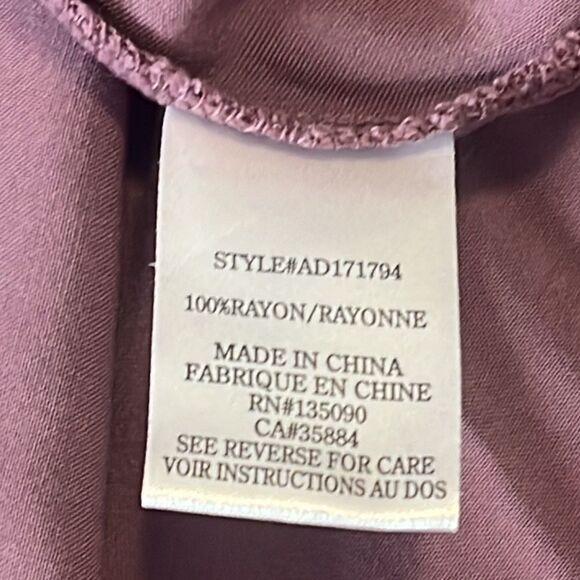 STYLE#AD171794
100%RAYON/RAYONNE
MADE IN CHINA
FABRIQUE EN CHINE
RN#135090
CA#35884
SEE REVERSE FOR CARE
VOIR INSTRUCTIONS AU DOS